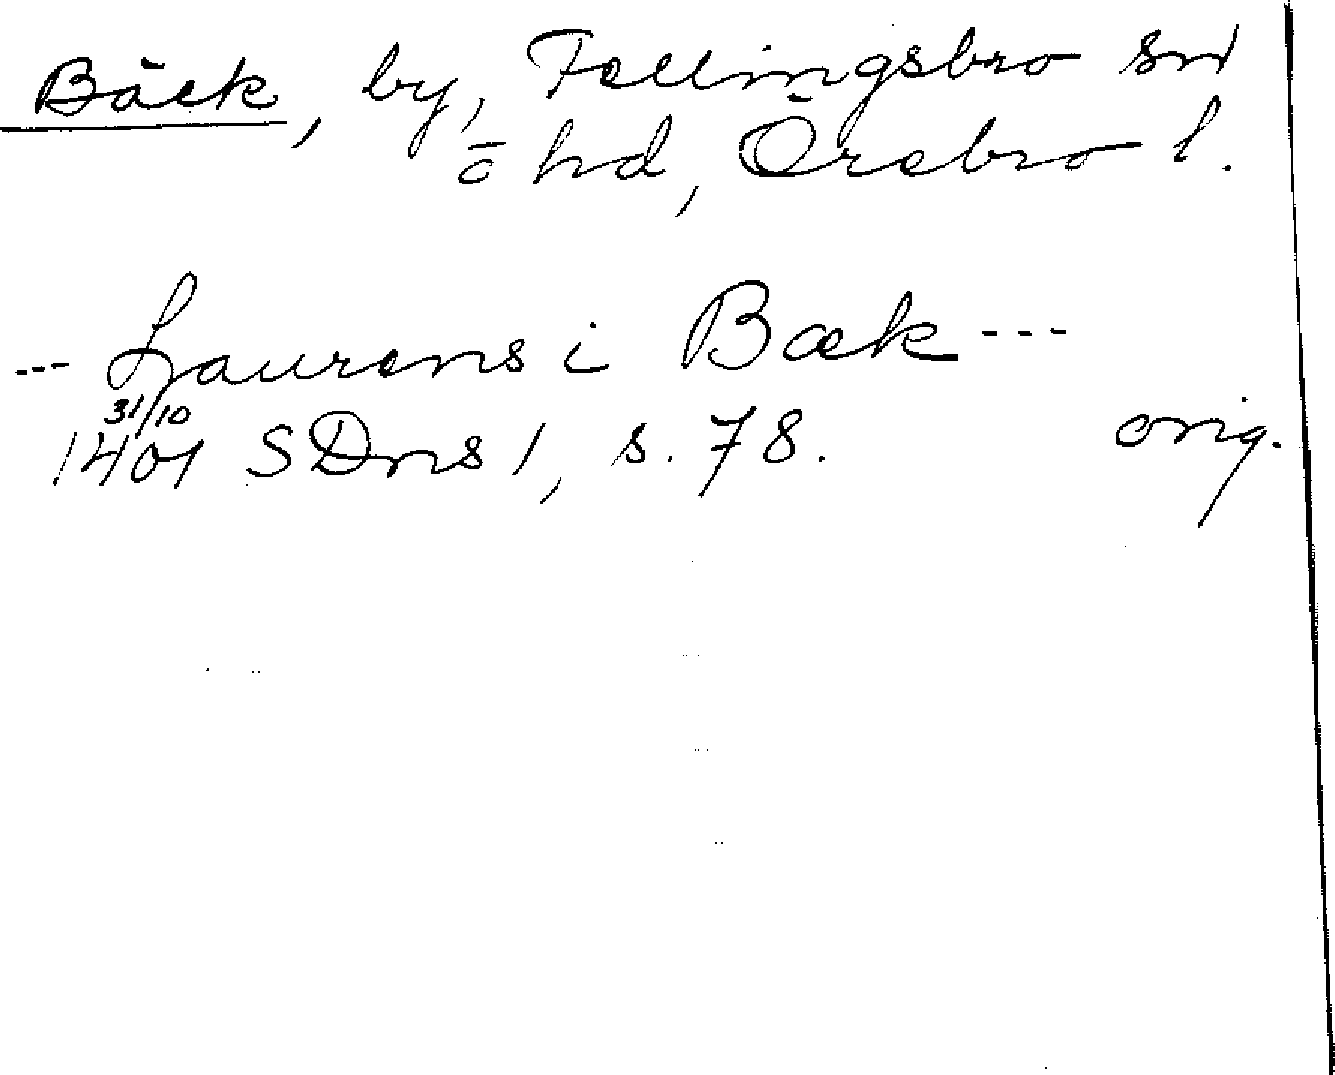 Bäck, by, Fellingsbro sn
ō hd, Örebro l.
--- Laurens i Bæk ---
31/10
1401 SDns 1, s. 78. orig.